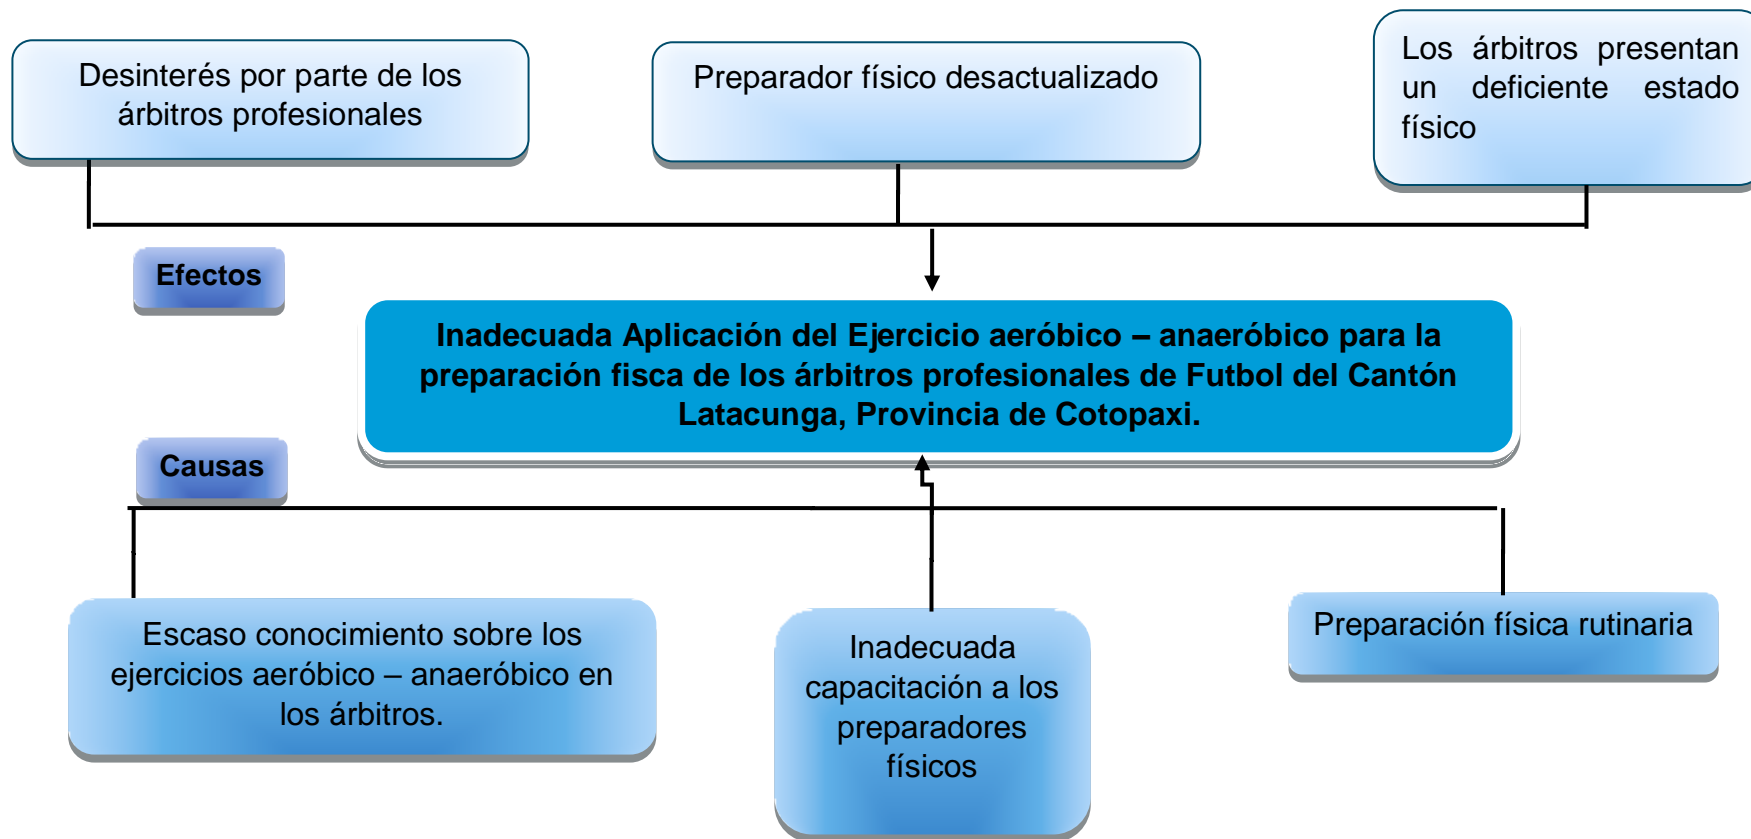 Desinterés por parte de los
árbitros profesionales
Preparador físico desactualizado
Los árbitros presentan
un deficiente estado
físico
Efectos
Inadecuada Aplicación del Ejercicio aeróbico – anaeróbico para la
preparación fisca de los árbitros profesionales de Futbol del Cantón
Latacunga, Provincia de Cotopaxi.
Causas
Escaso conocimiento sobre los
ejercicios aeróbico – anaeróbico en
los árbitros.
Inadecuada
capacitación a los
preparadores
físicos
Preparación física rutinaria